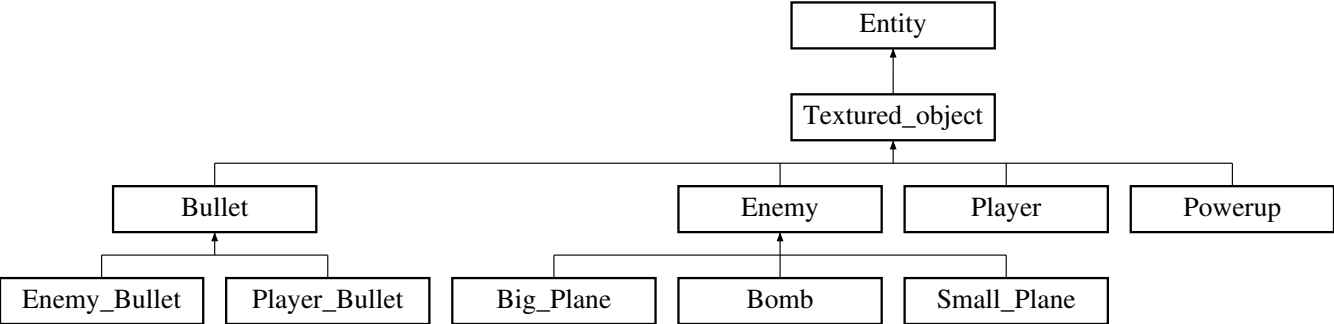 Entity
Textured_object
Bullet Enemy Player Powerup
Enemy_Bullet Player_Bullet Big_Plane Bomb Small_Plane